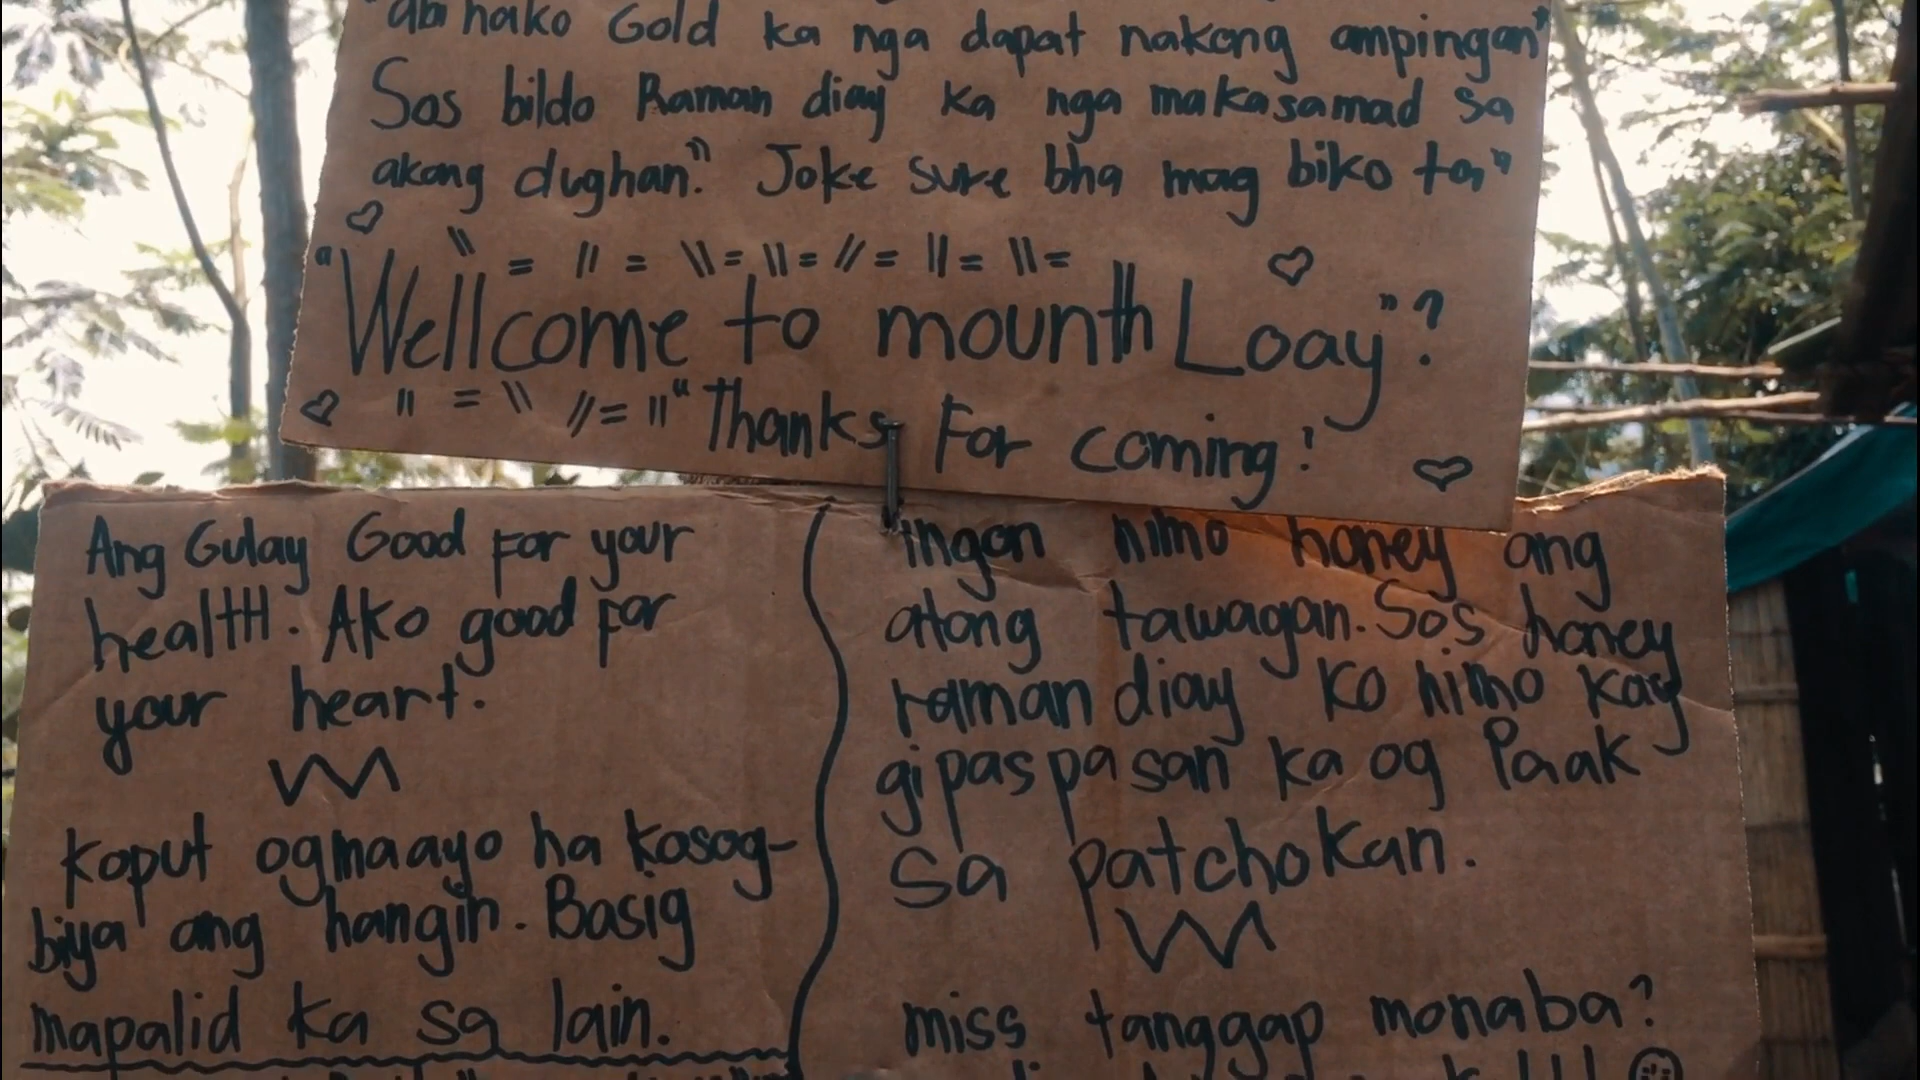 "abi nako Gold ka nga dapat nakong ampingan"
Sos bildo Raman diay ka nga makasamad sa
akong dughan." Joke sure bha mag biko ta"
"Wellcome to mounth Loay"?
"Thanks For coming!
Ang Gulay Good For your
health. Ako good for
your heart.
Kaput ogmaayo ha kasag-
biya ang hangin. Basig
mapalid ka sa lain.
ingon nimo honey ang
atong tawagan. Sos honey
raman diay ko nimo kay
gipaspasan ka og Paak
sa patchokan.
miss tanggap monaba?